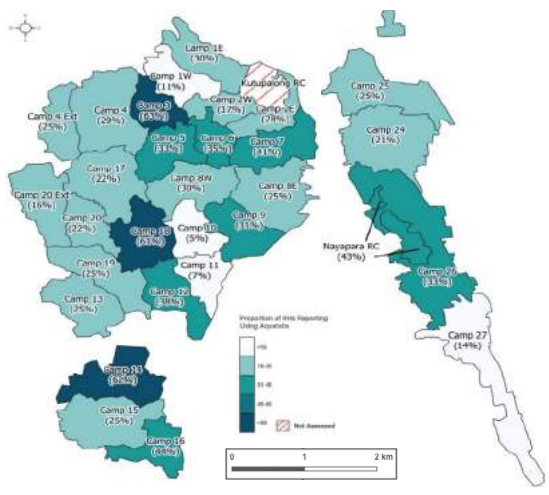 Camp 1E
(30%)
Camp 1W
(11%)
Kutupalong RC
Camp 3
(63%)
Camp 2W
(17%)
Camp 2E
(28%)
Camp 4
(29%)
Camp 4 Ext
(25%)
Camp 5
(33%)
Camp 6
(35%)
Camp 7
(41%)
Camp 17
(22%)
Camp 8W
(30%)
Camp 8E
(25%)
Camp 20 Ext
(16%)
Camp 20
(22%)
Camp 18
(61%)
Camp 10
(5%)
Camp 9
(31%)
Camp 19
(25%)
Camp 11
(7%)
Camp 13
(25%)
Camp 12
(38%)
Camp 14
(62%)
Camp 15
(25%)
Camp 16
(44%)
Camp 25
(25%)
Camp 24
(21%)
Nayapara RC
(43%)
Camp 26
(33%)
Camp 27
(14%)
Proportion of HHs Reporting
Using Aquatabs
Not Assessed
0 1 2 km